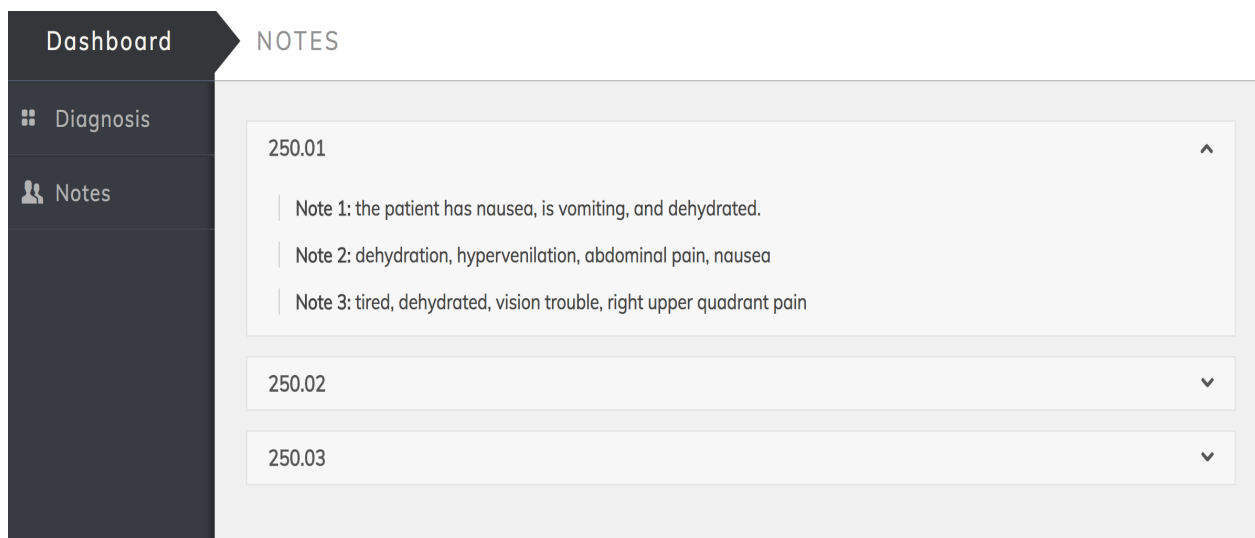 Dashboard
NOTES
Diagnosis
Notes
250.01
Note 1: the patient has nausea, is vomiting, and dehydrated.
Note 2: dehydration, hypervenilation, abdominal pain, nausea
Note 3: tired, dehydrated, vision trouble, right upper quadrant pain
250.02
250.03